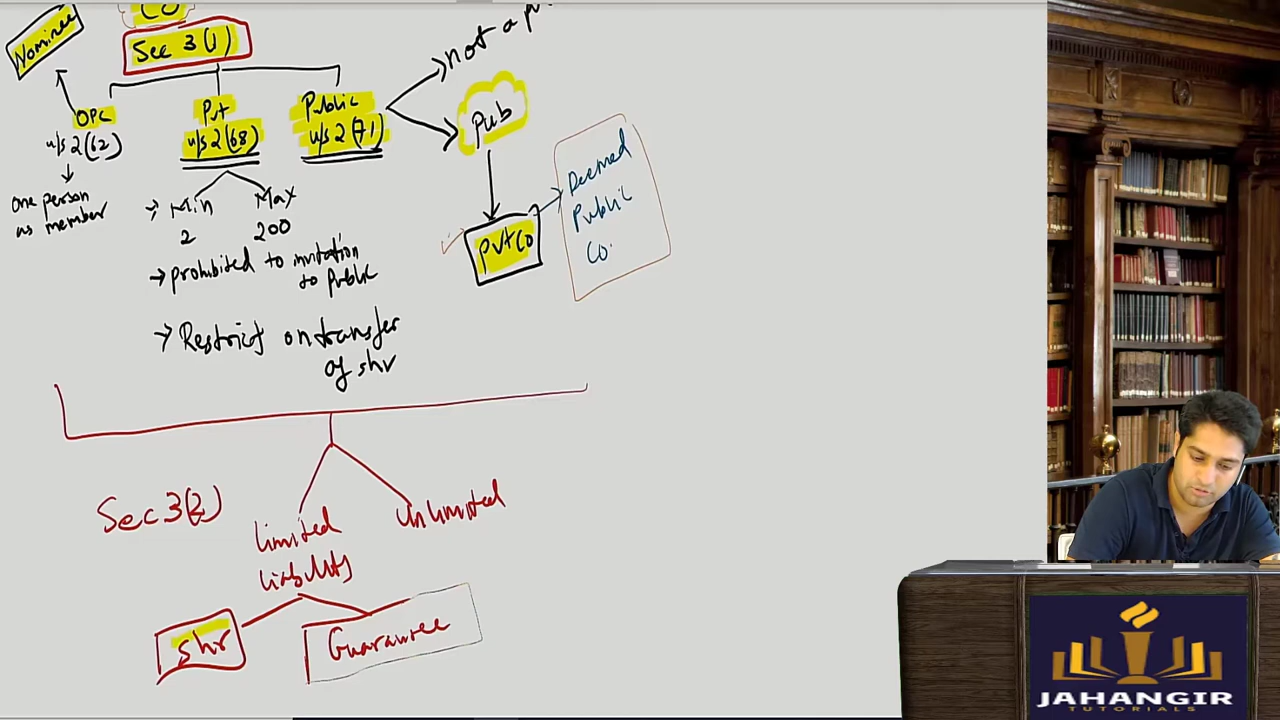 Co
Nominee
Sec 3(1)
not a
OPC
u/s 2(62)
Pvt
u/s 2(68)
Public
u/s 2(71)
Pub
one person
as member
Min
2
Max
200
Deemed
Public
Co.
Pvt Co
→ prohibited to invitation
to public
→ Restrict on transfer
of shr
Sec 3(2)
limited
liability
unlimited
shr
Guarantee
JAHANGIR
TUTORIALS